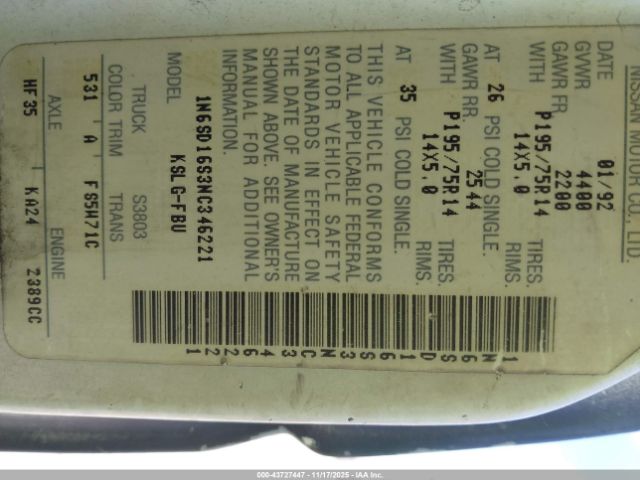 NISSAN MOTOR CO., LTD.
DATE 01/92
GVWR 4400
GAWR FR. 2200
WITH P195/75R14 TIRES.
14X5.0 RIMS.
AT 26 PSI COLD SINGLE.
GAWR RR. 2544
WITH P195/75R14 TIRES.
14X5.0 RIMS.
AT 35 PSI COLD SINGLE.
THIS VEHICLE CONFORMS
TO ALL APPLICABLE FEDERAL
MOTOR VEHICLE SAFETY
STANDARDS IN EFFECT ON
THE DATE OF MANUFACTURE
SHOWN ABOVE. SEE OWNER'S
MANUAL FOR ADDITIONAL
INFORMATION.
1N6SD16S3NC346221
MODEL KSLG-FBU
TRUCK S3803
COLOR TRIM TRANS
531 A FS5W71C
AXLE ENGINE
HF35 KA24 2389CC
1N6SD16S3NC346221
000-43727447 - 11/17/2025 - IAA, Inc.